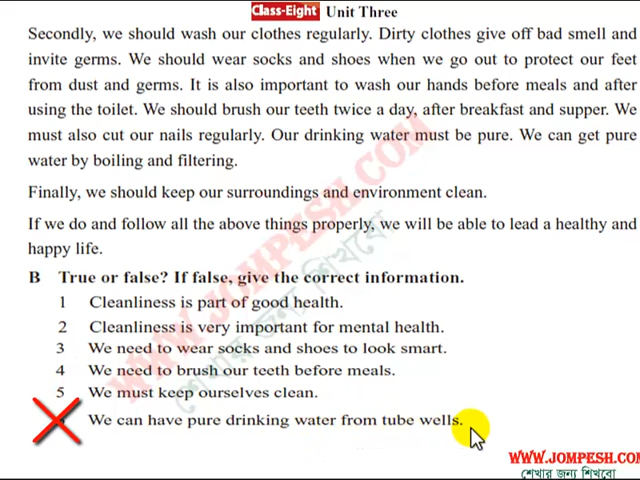 Class-Eight Unit Three
Secondly, we should wash our clothes regularly. Dirty clothes give off bad smell and
invite germs. We should wear socks and shoes when we go out to protect our feet
from dust and germs. It is also important to wash our hands before meals and after
using the toilet. We should brush our teeth twice a day, after breakfast and supper. We
must also cut our nails regularly. Our drinking water must be pure. We can get pure
water by boiling and filtering.
Finally, we should keep our surroundings and environment clean.
If we do and follow all the above things properly, we will be able to lead a healthy and
happy life.
B True or false? If false, give the correct information.
1 Cleanliness is part of good health.
2 Cleanliness is very important for mental health.
3 We need to wear socks and shoes to look smart.
4 We need to brush our teeth before meals.
5 We must keep ourselves clean.
We can have pure drinking water from tube wells.
WWW.JOMPESH.COM
শেখার জন্য শিখবো
WWW.JOMPESH.COM
শেখার জন্য শিখবো